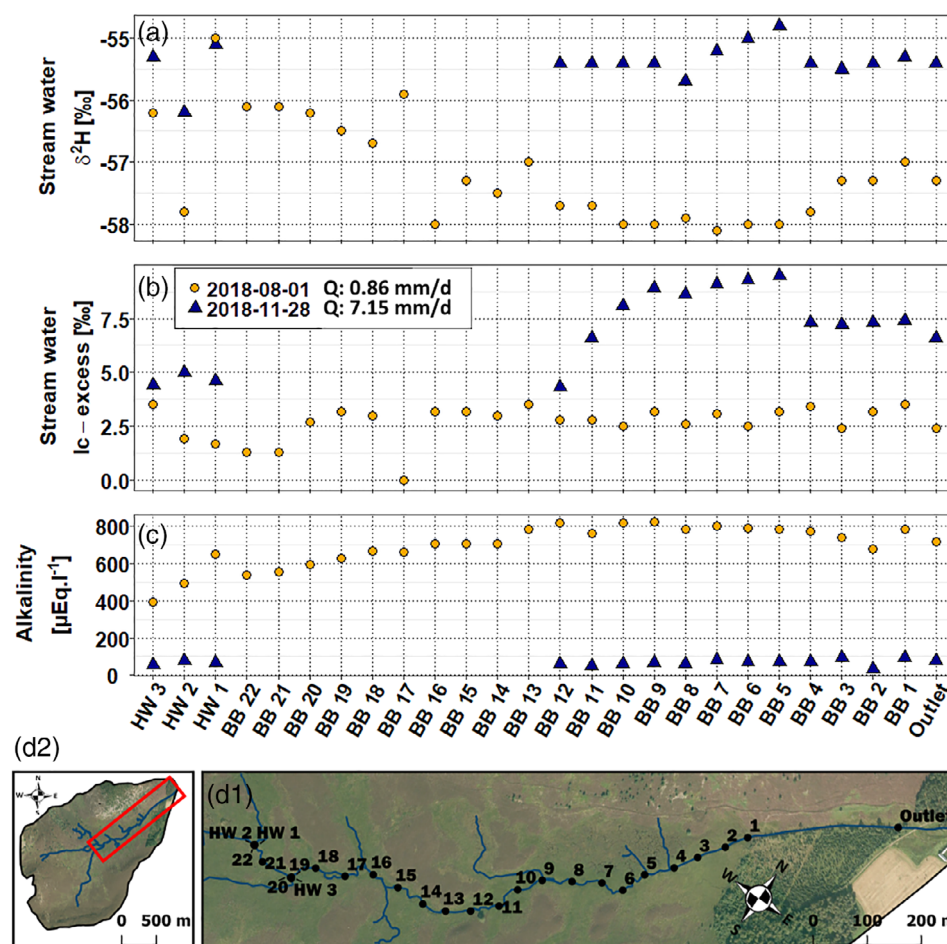 (a)
Stream water
δ²H [‰]
-55
-56
-57
-58
(b)
2018-08-01 Q: 0.86 mm/d
2018-11-28 Q: 7.15 mm/d
Stream water
lc – excess [‰]
7.5
5.0
2.5
0.0
(c)
Alkalinity
[µEq.l⁻¹]
800
600
400
200
0
HW 3 HW 2 HW 1 BB 22 BB 21 BB 20 BB 19 BB 18 BB 17 BB 16 BB 15 BB 14 BB 13 BB 12 BB 11 BB 10 BB 9 BB 8 BB 7 BB 6 BB 5 BB 4 BB 3 BB 2 BB 1 Outlet
(d2)
N
W E
S
0 500 m
(d1)
Outlet
HW 2 HW 1
1
2
3
4
5
6
7
8
9
10
11
12
13
14
15
16
17
18
19
20 HW 3
21
22
N
W
E
S
0 100 200 m